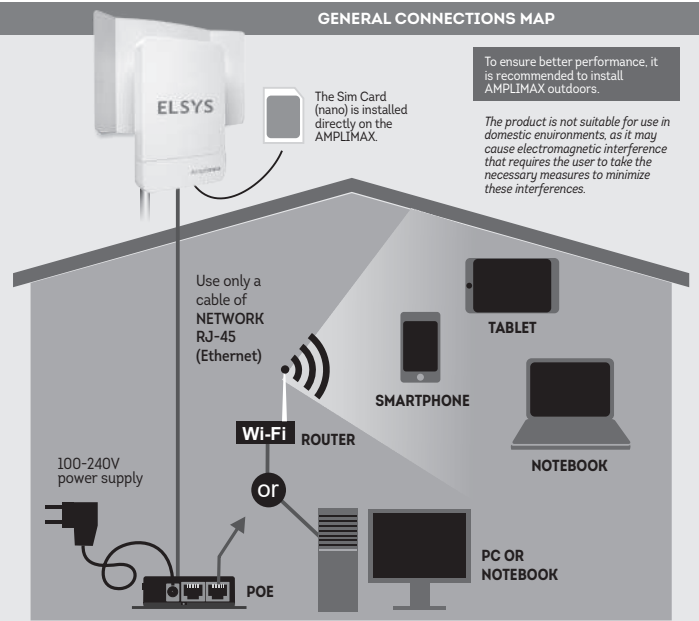 GENERAL CONNECTIONS MAP
To ensure better performance, it
is recommended to install
AMPLIMAX outdoors.
The product is not suitable for use in
domestic environments, as it may
cause electromagnetic interference
that requires the user to take the
necessary measures to minimize
these interferences.
ELSYS
Amplimax
The Sim Card
(nano) is installed
directly on the
AMPLIMAX.
Use only a
cable of
NETWORK
RJ-45
(Ethernet)
TABLET
SMARTPHONE
NOTEBOOK
Wi-Fi
ROUTER
or
100-240V
power supply
POE
PC OR
NOTEBOOK